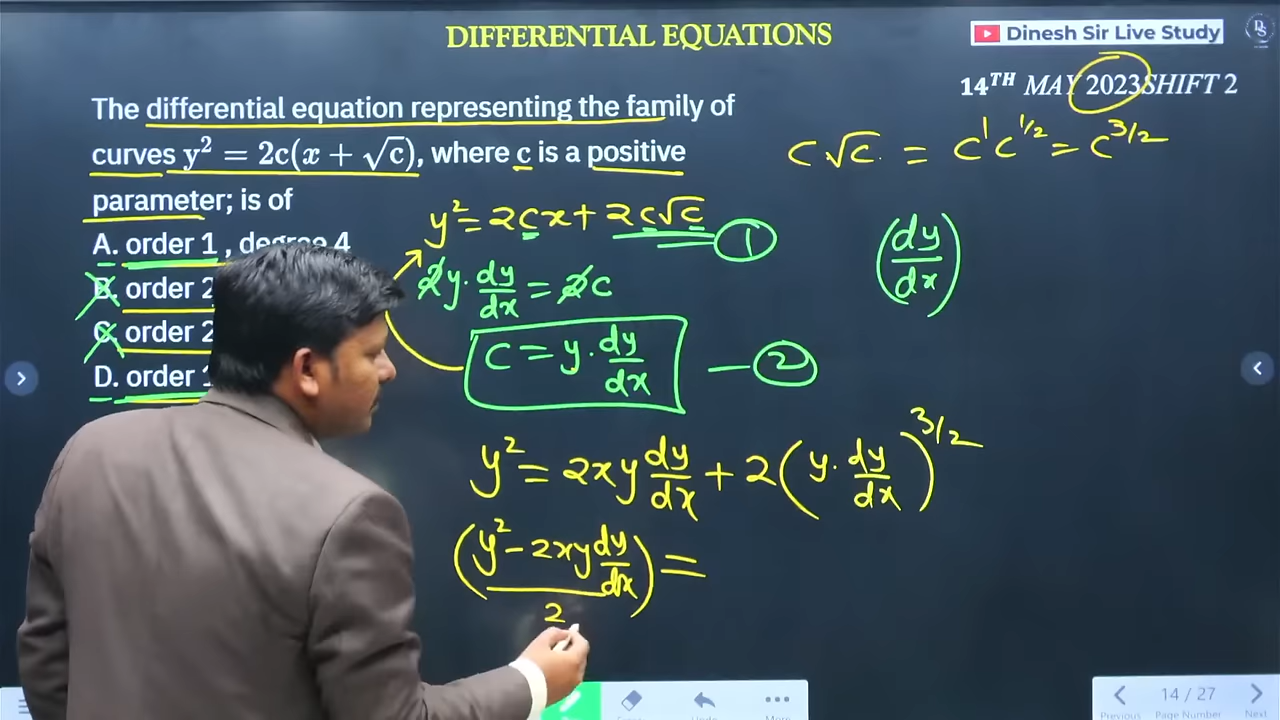 DIFFERENTIAL EQUATIONS
Dinesh Sir Live Study
DS
14TH MAY 2023 SHIFT 2
The differential equation representing the family of
curves y² = 2c(x + √c), where c is a positive
parameter; is of
A. order 1 , degree 4
B. order 2
C. order 2
D. order 1
c√c = c¹c^1/2 = c^3/2
y² = 2cx + 2c√c ①
2y. dy/dx = 2c
(dy/dx)
c = y. dy/dx — ②
y² = 2xy dy/dx + 2(y. dy/dx)^3/2
((y² - 2xy dy/dx)/2) =
Undo
More
14 / 27
Previous Page Number Next